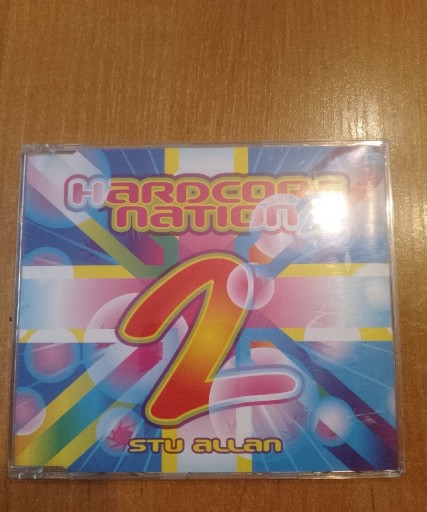 HARDCORE
NATION
2
STU ALLAN